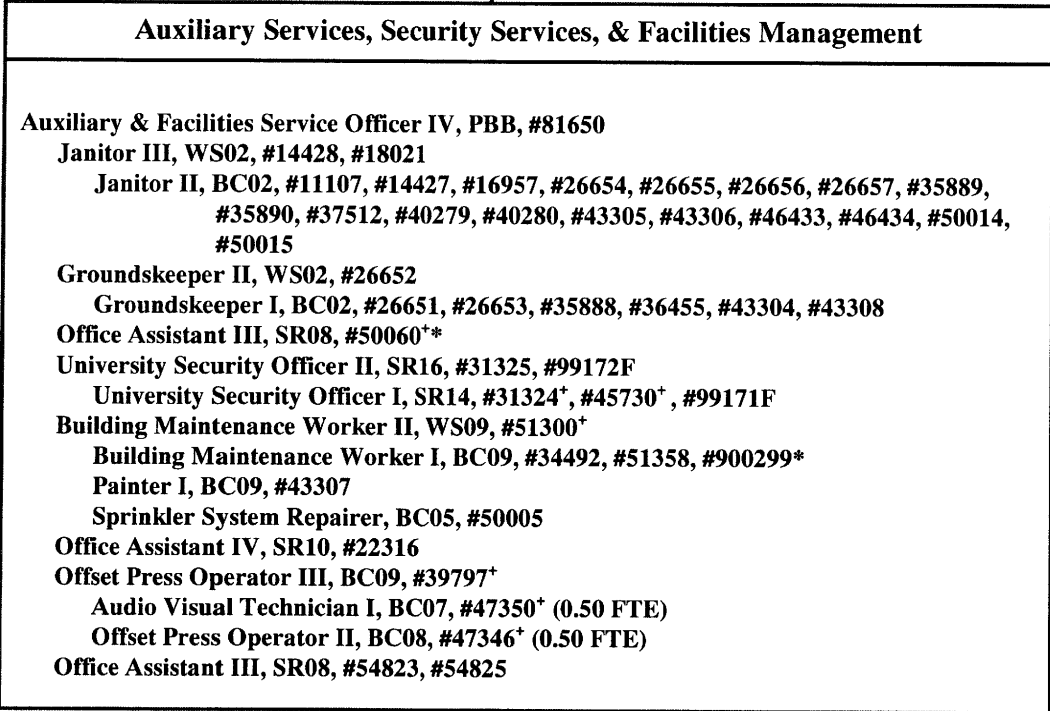 Auxiliary Services, Security Services, & Facilities Management
Auxiliary & Facilities Service Officer IV, PBB, #81650
Janitor III, WS02, #14428, #18021
Janitor II, BC02, #11107, #14427, #16957, #26654, #26655, #26656, #26657, #35889,
#35890, #37512, #40279, #40280, #43305, #43306, #46433, #46434, #50014,
#50015
Groundskeeper II, WS02, #26652
Groundskeeper I, BC02, #26651, #26653, #35888, #36455, #43304, #43308
Office Assistant III, SR08, #50060⁺*
University Security Officer II, SR16, #31325, #99172F
University Security Officer I, SR14, #31324⁺, #45730⁺ , #99171F
Building Maintenance Worker II, WS09, #51300⁺
Building Maintenance Worker I, BC09, #34492, #51358, #900299*
Painter I, BC09, #43307
Sprinkler System Repairer, BC05, #50005
Office Assistant IV, SR10, #22316
Offset Press Operator III, BC09, #39797⁺
Audio Visual Technician I, BC07, #47350⁺ (0.50 FTE)
Offset Press Operator II, BC08, #47346⁺ (0.50 FTE)
Office Assistant III, SR08, #54823, #54825